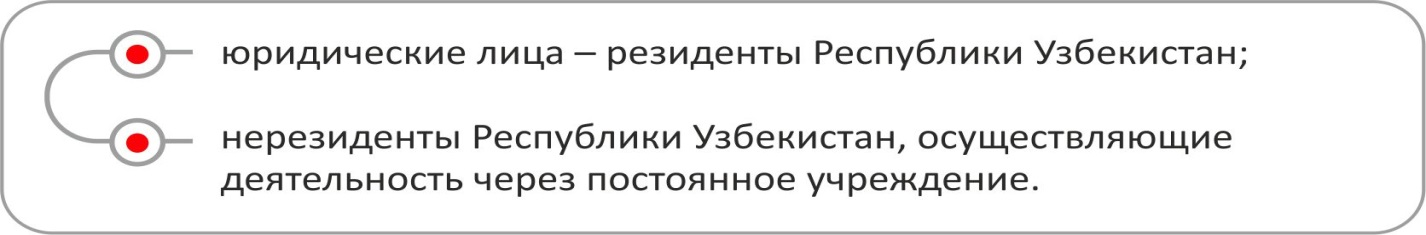 юридические лица – резиденты Республики Узбекистан;
нерезиденты Республики Узбекистан, осуществляющие
деятельность через постоянное учреждение.